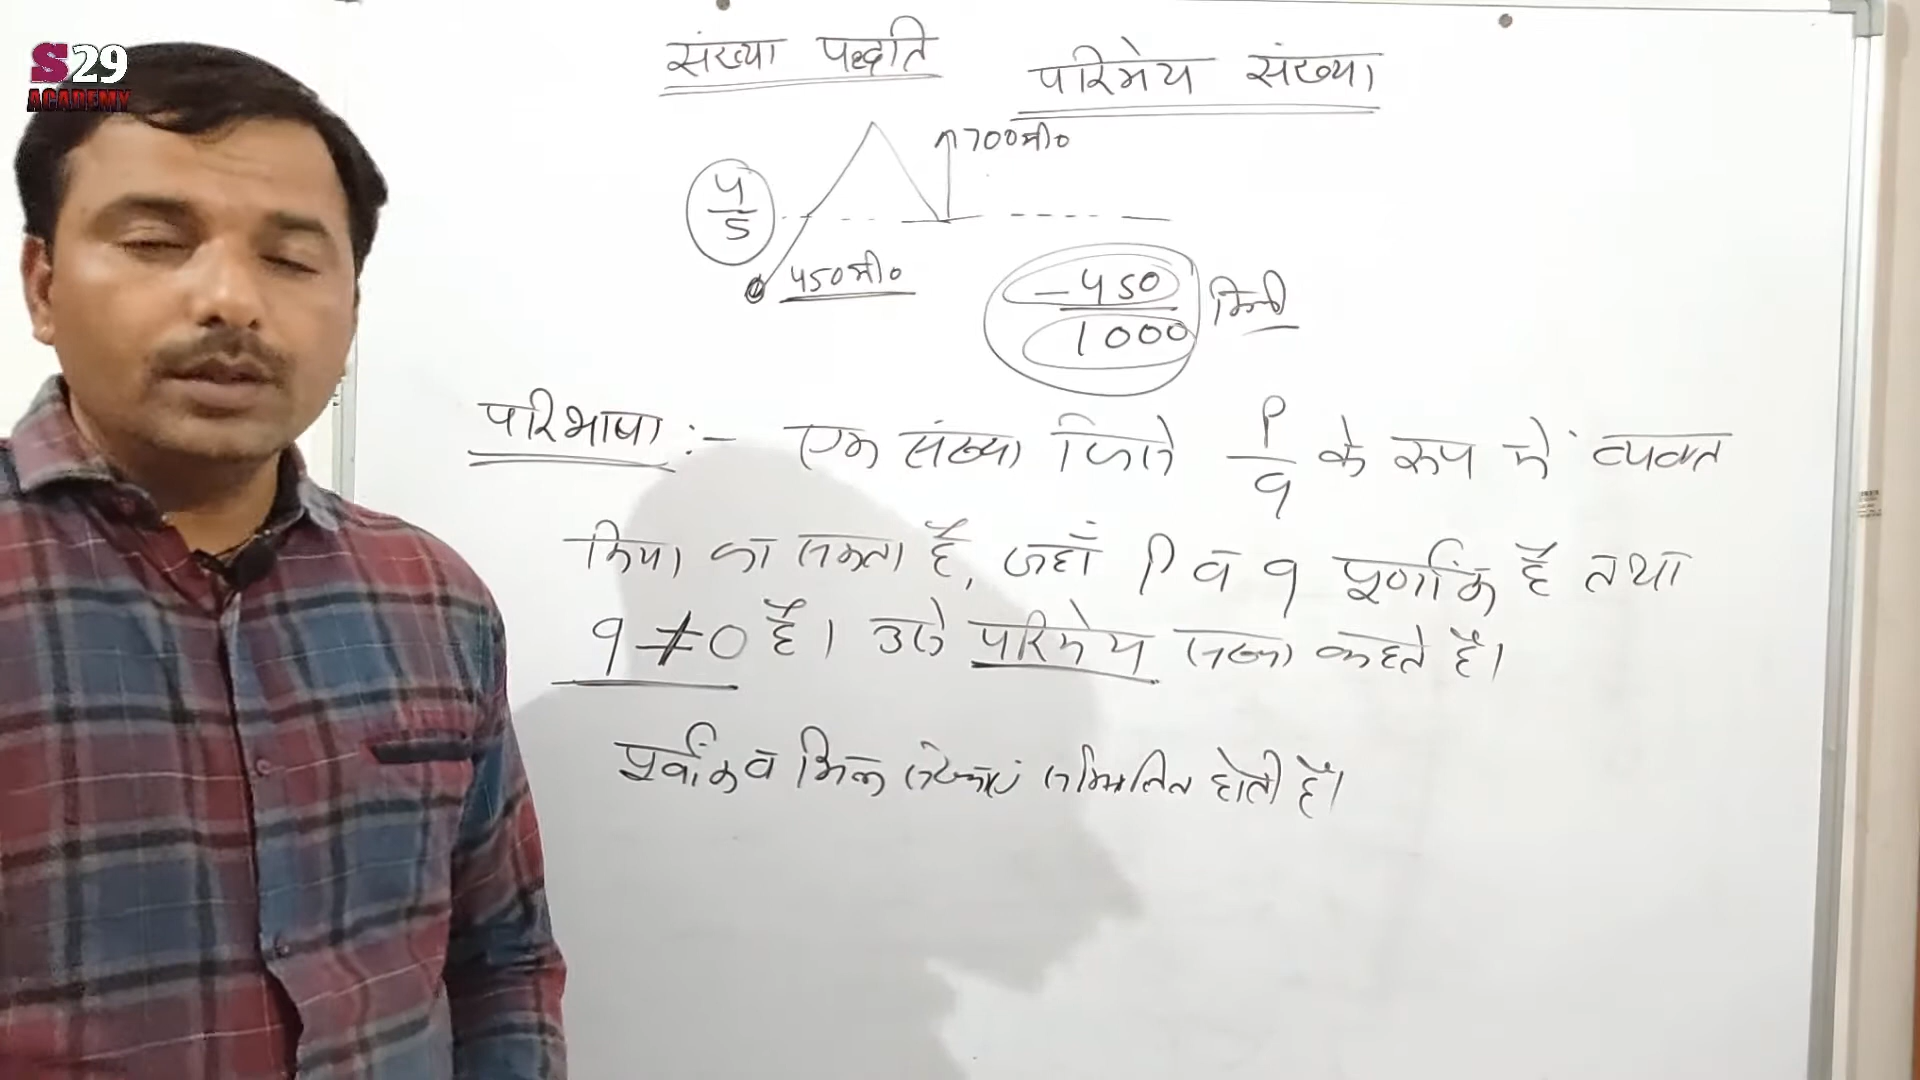 S29
ACADEMY
संख्या पद्धति
परिमेय संख्या
700मी०
4/5
450मी०
-450/1000 किमी
परिभाषा :- एक संख्या जिसे p/q के रूप में व्यक्त
किया जा सकता है, जहाँ p व q पूर्णांक है तथा
q ≠ 0 है। उसे परिमेय संख्या कहते है।
पूर्णांक व भिन्न संख्याएं सम्मिलित होती है।